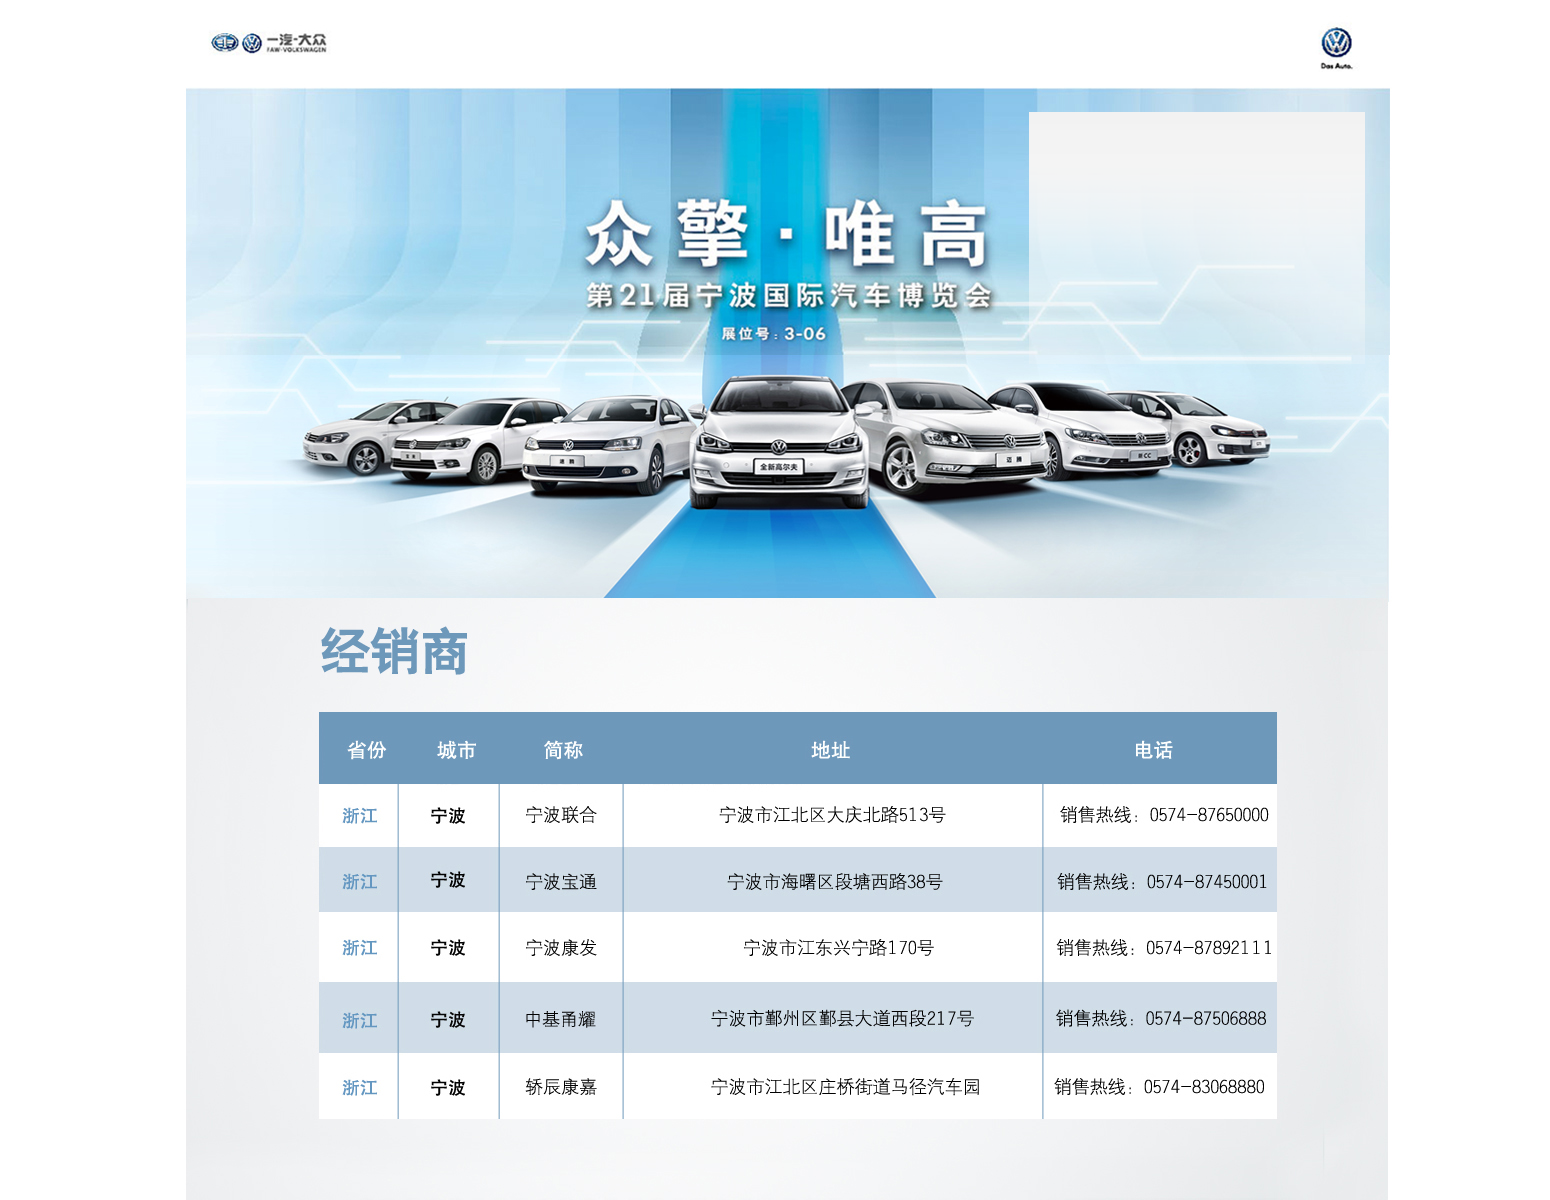 一汽-大众
FAW-VOLKSWAGEN
Das Auto.
众擎·唯高
第21届宁波国际汽车博览会
展位号：3-06
速腾
全新高尔夫
迈腾
CC
经销商
省份 城市 简称 地址 电话
浙江 宁波 宁波联合 宁波市江北区大庆北路513号 销售热线：0574-87650000
浙江 宁波 宁波宝通 宁波市海曙区段塘西路38号 销售热线：0574-87450001
浙江 宁波 宁波康发 宁波市江东兴宁路170号 销售热线：0574-87892111
浙江 宁波 中基甬耀 宁波市鄞州区鄞县大道西段217号 销售热线：0574-87506888
浙江 宁波 轿辰康嘉 宁波市江北区庄桥街道马径汽车园 销售热线：0574-83068880